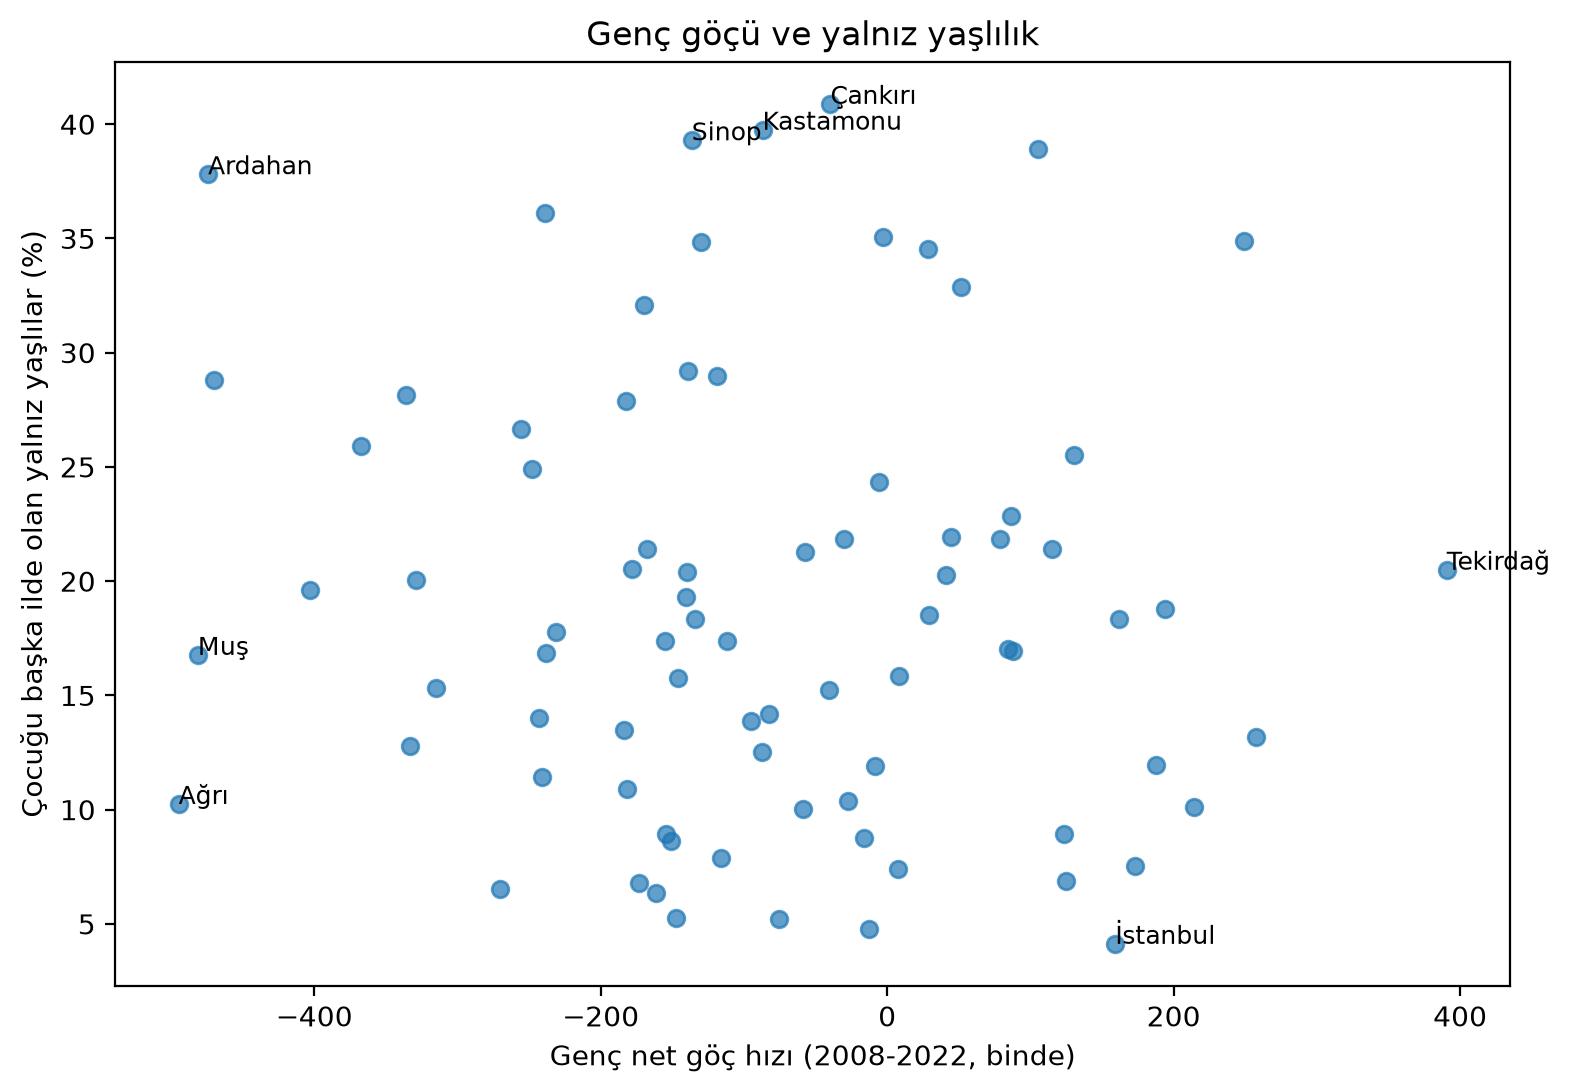 Genç göçü ve yalnız yaşlılık
Çankırı
Kastamonu
Sinop
Ardahan
Tekirdağ
Muş
Ağrı
İstanbul
Çocuğu başka ilde olan yalnız yaşlılar (%)
40
35
30
25
20
15
10
5
−400
−200
0
200
400
Genç net göç hızı (2008-2022, binde)